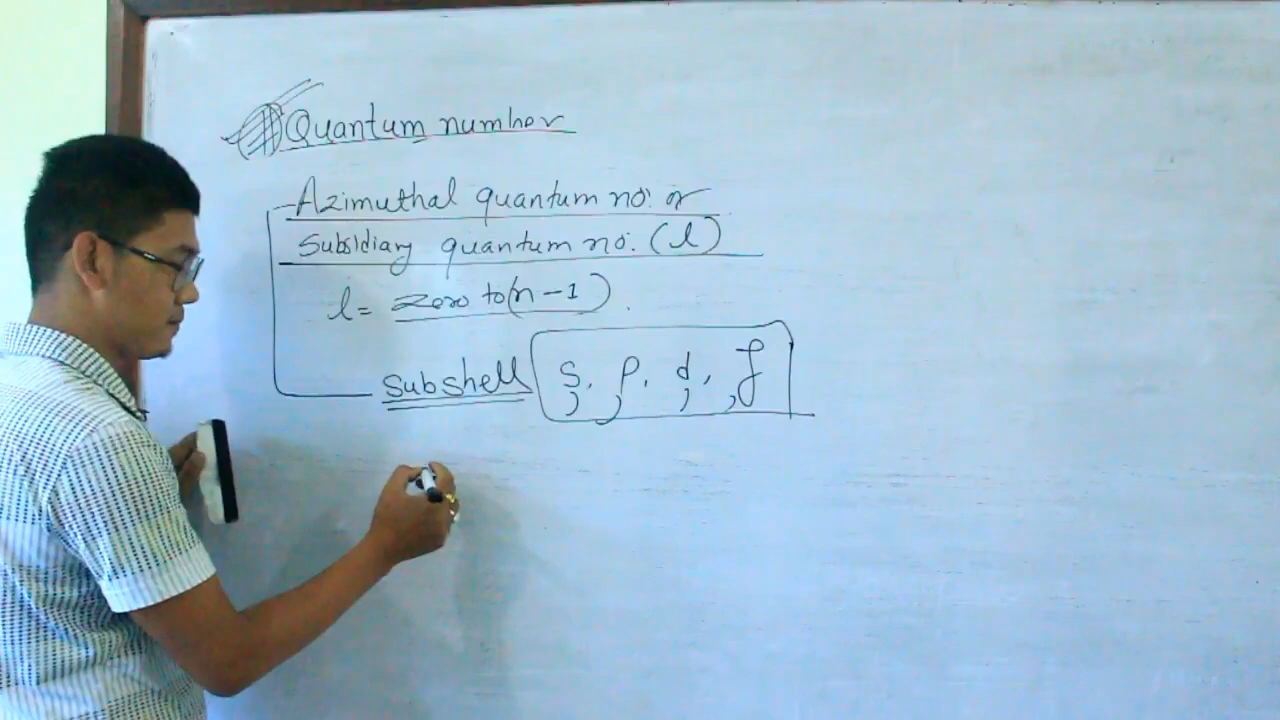 Quantum number
Azimuthal quantum no. or
Subsidiary quantum no. (l)
l = zero to (n-1).
subshell s, p, d, f